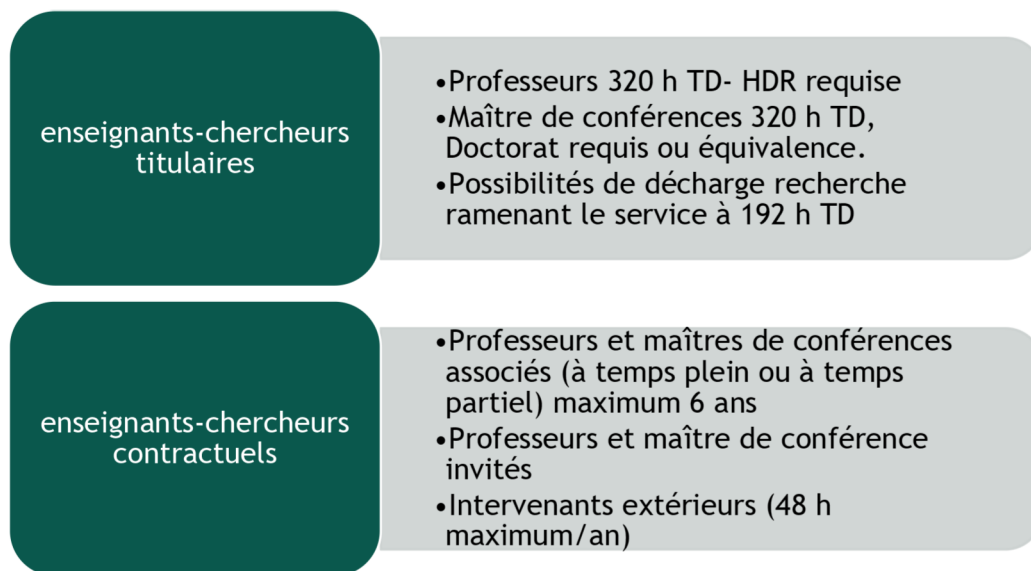 enseignants-chercheurs
titulaires
•Professeurs 320 h TD- HDR requise
•Maître de conférences 320 h TD,
Doctorat requis ou équivalence.
•Possibilités de décharge recherche
ramenant le service à 192 h TD
enseignants-chercheurs
contractuels
•Professeurs et maîtres de conférences
associés (à temps plein ou à temps
partiel) maximum 6 ans
•Professeurs et maître de conférence
invités
•Intervenants extérieurs (48 h
maximum/an)